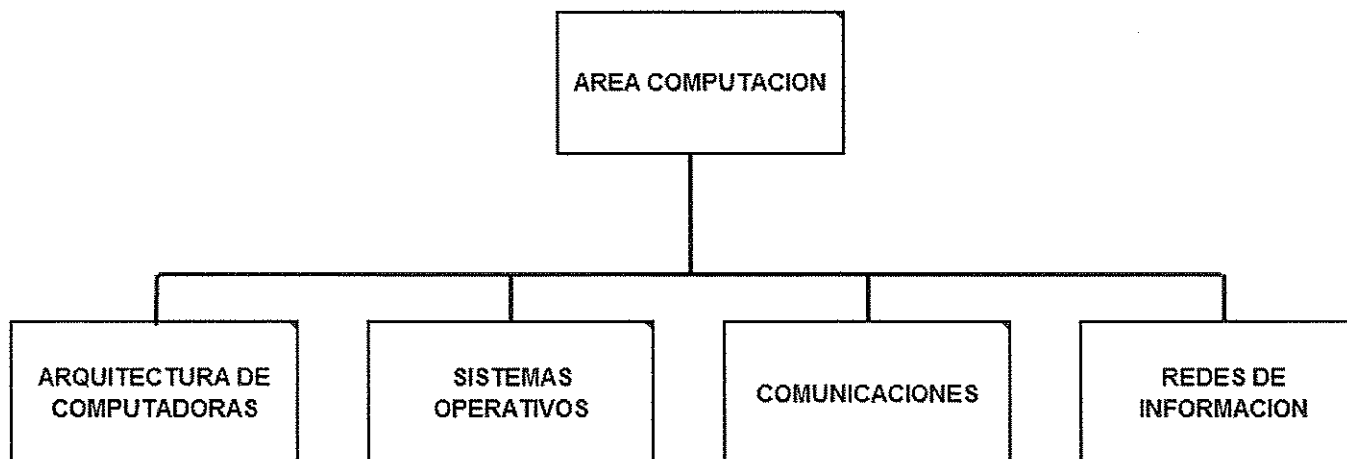 AREA COMPUTACION
ARQUITECTURA DE
COMPUTADORAS
SISTEMAS
OPERATIVOS
COMUNICACIONES
REDES DE
INFORMACION